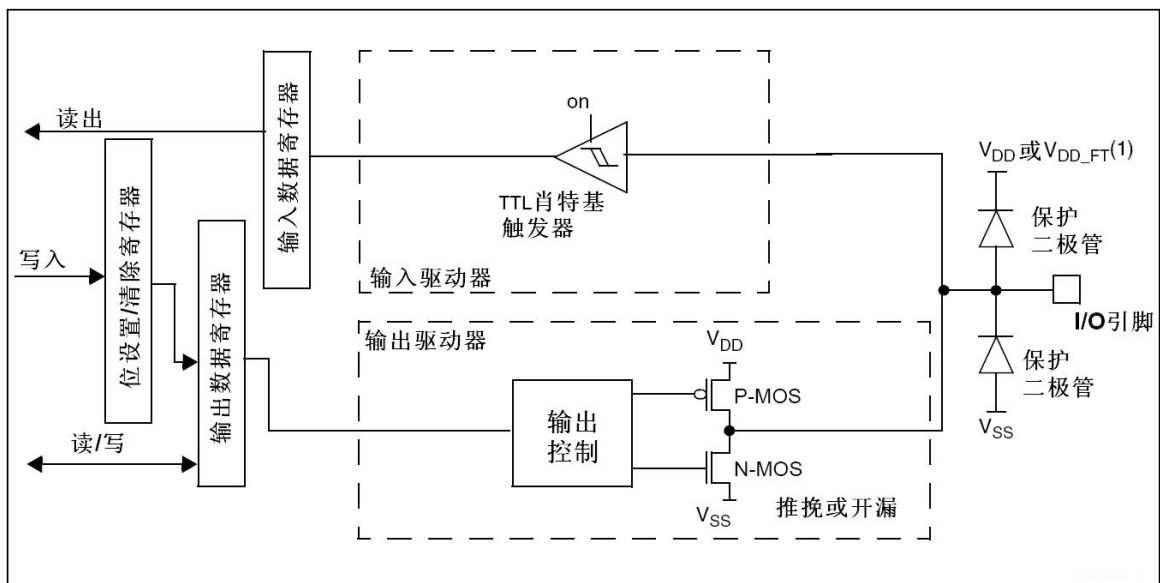 on
读出
输入数据寄存器
TTL肖特基
触发器
输入驱动器
VDD或VDD_FT(1)
保护
二极管
I/O引脚
保护
二极管
VSS
写入
位设置/清除寄存器
输出数据寄存器
读/写
输出驱动器
VDD
P-MOS
输出
控制
N-MOS
VSS
推挽或开漏